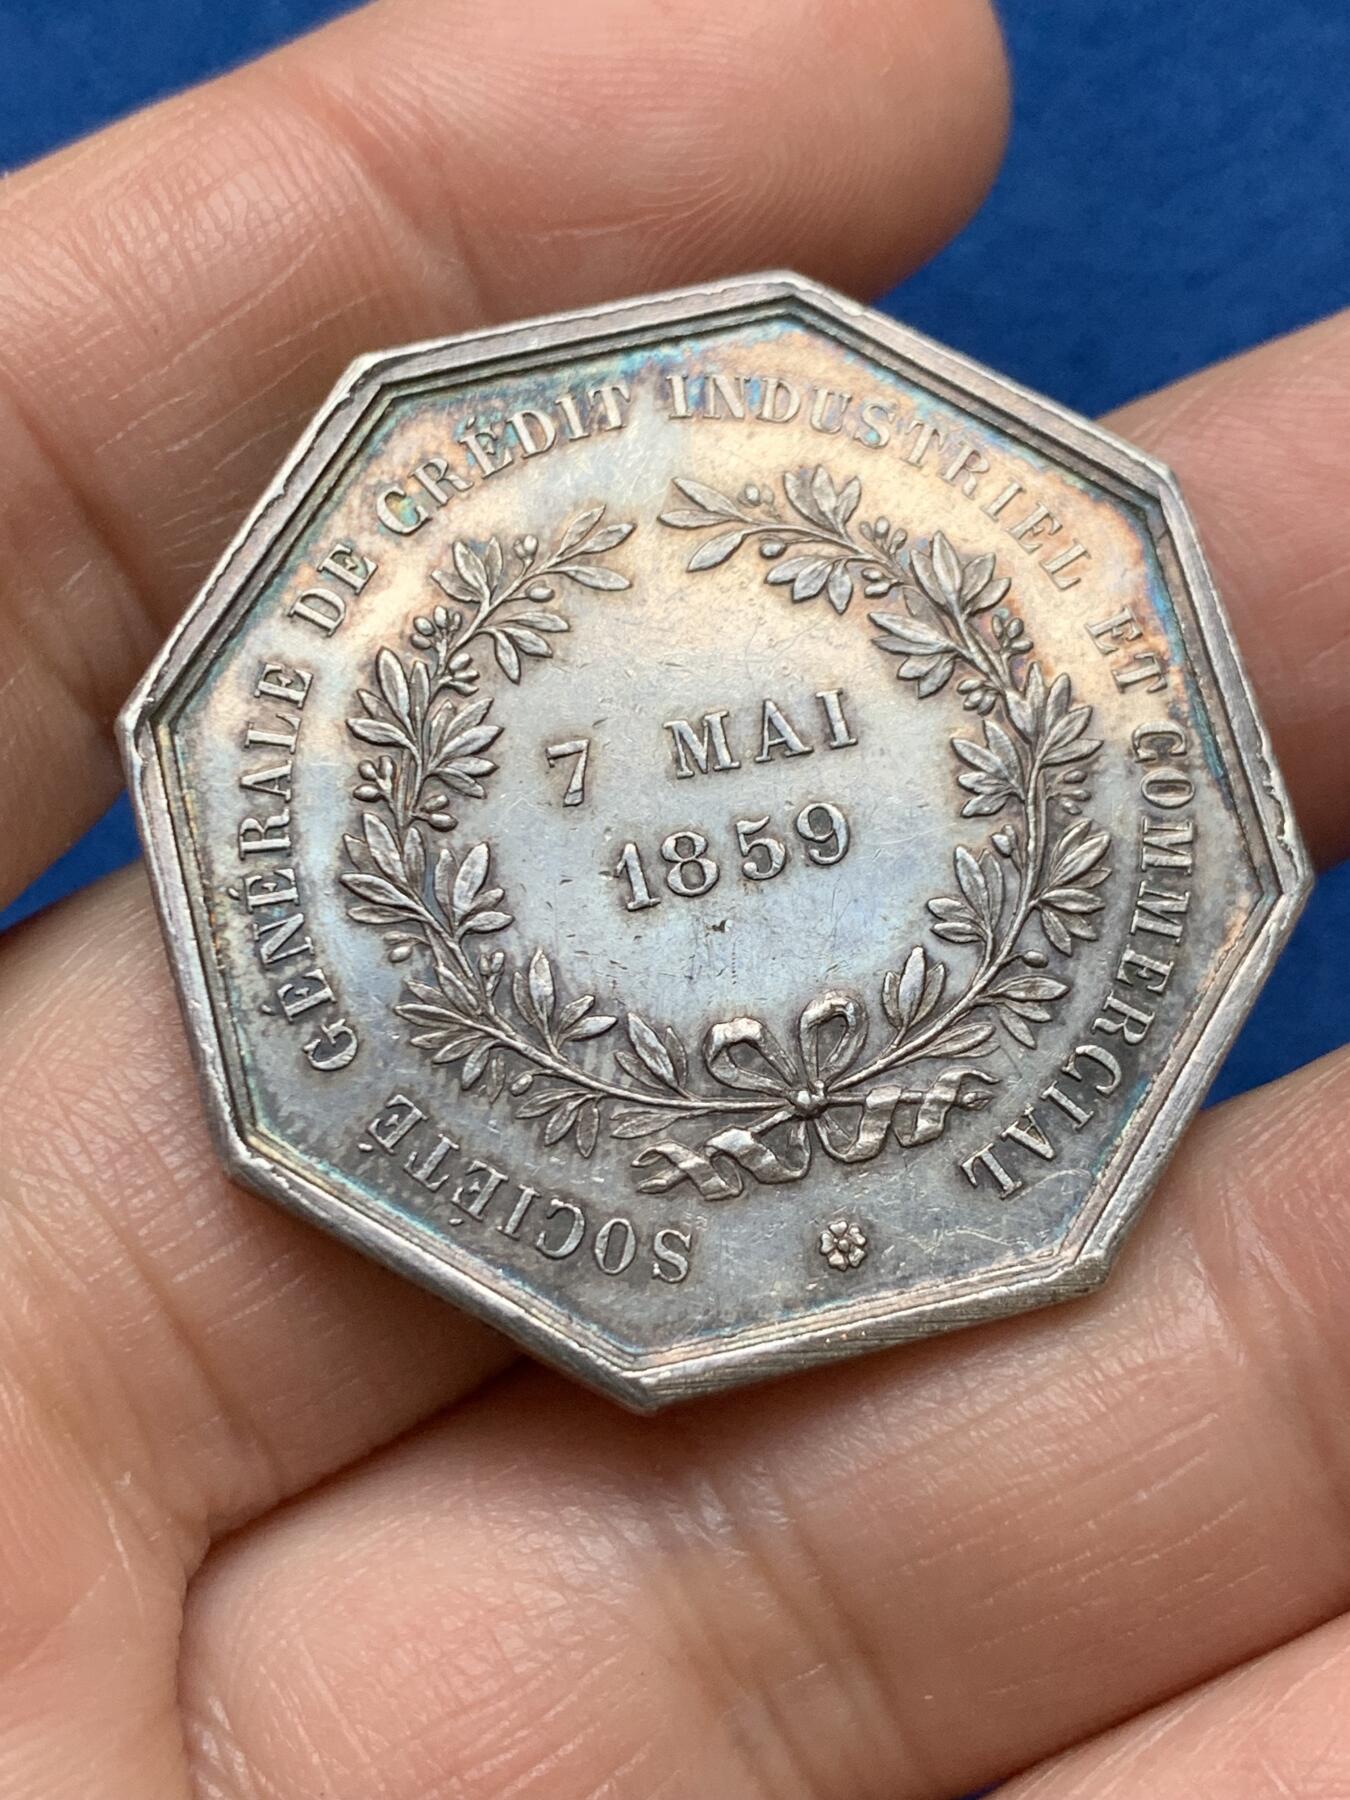 SOCIÉTÉ GÉNÉRALE DE CRÉDIT INDUSTRIEL ET COMMERCIAL
7 MAI
1859